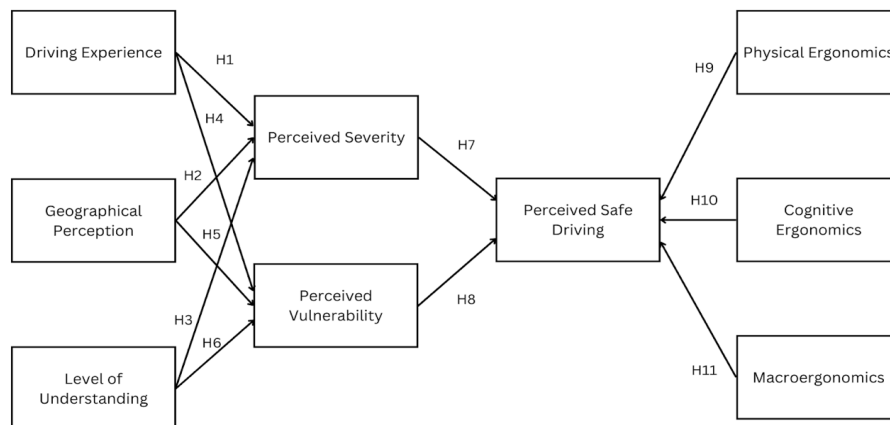 Driving Experience
H1
H4
Perceived Severity
H2
Geographical
Perception
H5
Perceived
Vulnerability
H3
H6
Level of
Understanding
H7
H8
Perceived Safe
Driving
H9
Physical Ergonomics
H10
Cognitive
Ergonomics
H11
Macroergonomics